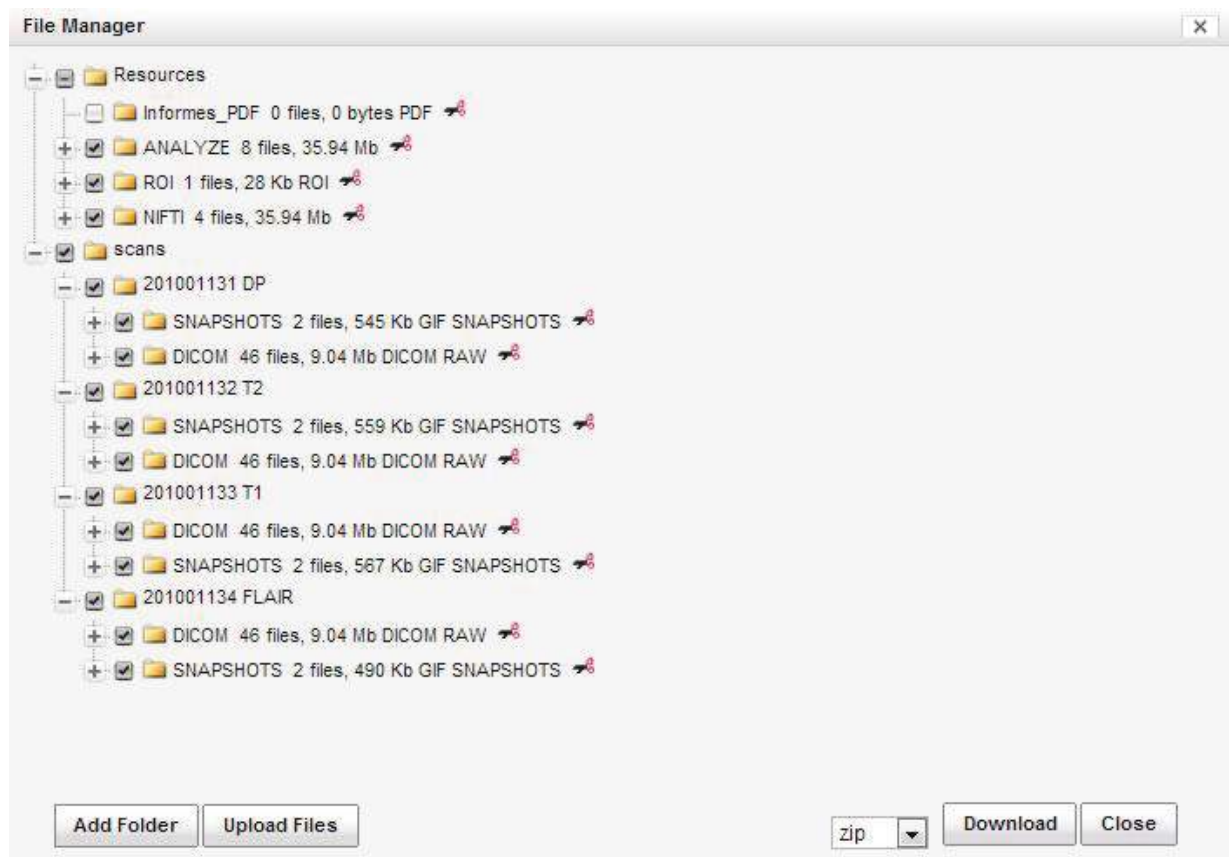 File Manager
Resources
Informes_PDF 0 files, 0 bytes PDF
ANALYZE 8 files, 35.94 Mb
ROI 1 files, 28 Kb ROI
NIFTI 4 files, 35.94 Mb
scans
201001131 DP
SNAPSHOTS 2 files, 545 Kb GIF SNAPSHOTS
DICOM 46 files, 9.04 Mb DICOM RAW
201001132 T2
SNAPSHOTS 2 files, 559 Kb GIF SNAPSHOTS
DICOM 46 files, 9.04 Mb DICOM RAW
201001133 T1
DICOM 46 files, 9.04 Mb DICOM RAW
SNAPSHOTS 2 files, 567 Kb GIF SNAPSHOTS
201001134 FLAIR
DICOM 46 files, 9.04 Mb DICOM RAW
SNAPSHOTS 2 files, 490 Kb GIF SNAPSHOTS
Add Folder Upload Files zip Download Close